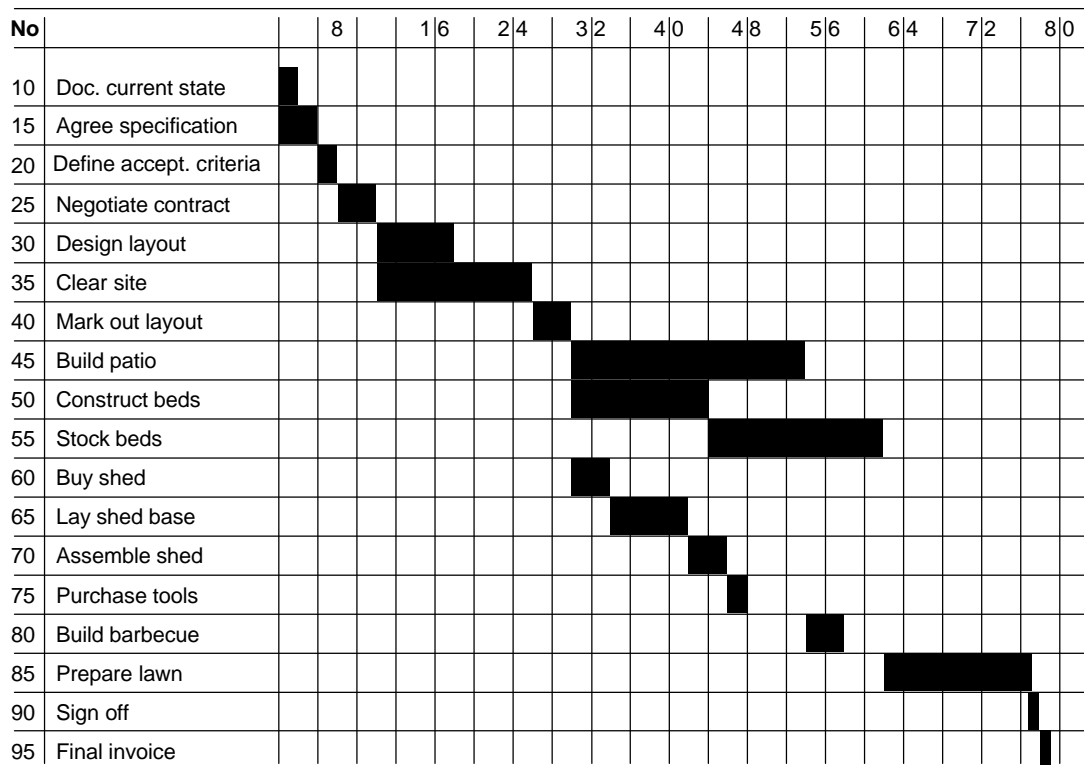 No 8 16 24 32 40 48 56 64 72 80
10 Doc. current state
15 Agree specification
20 Define accept. criteria
25 Negotiate contract
30 Design layout
35 Clear site
40 Mark out layout
45 Build patio
50 Construct beds
55 Stock beds
60 Buy shed
65 Lay shed base
70 Assemble shed
75 Purchase tools
80 Build barbecue
85 Prepare lawn
90 Sign off
95 Final invoice